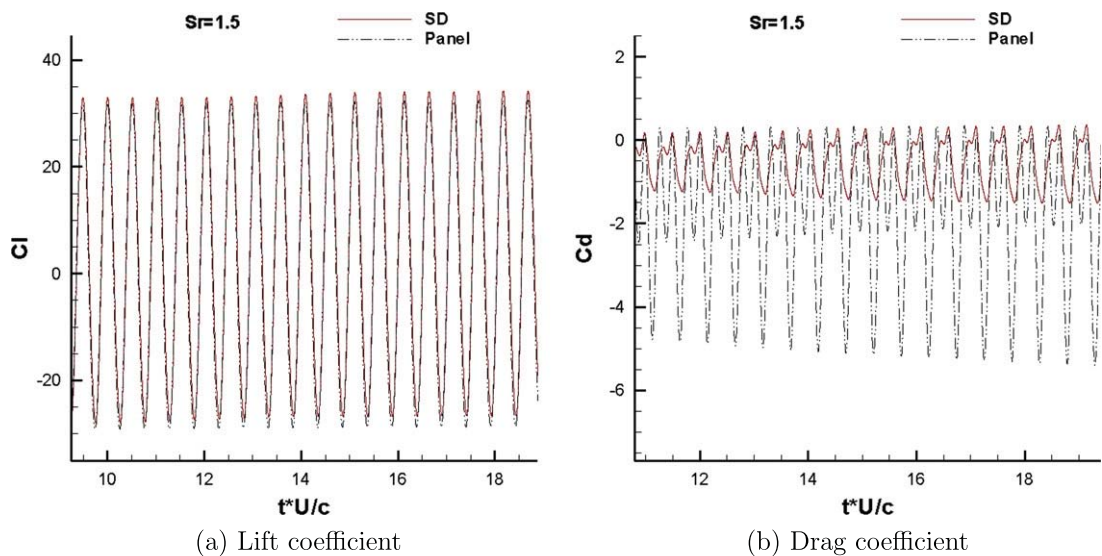 Sr=1.5
SD
Panel
40
20
0
-20
Cl
10
12
14
16
18
t*U/c
(a) Lift coefficient
Sr=1.5
SD
Panel
2
0
-2
-4
-6
Cd
12
14
16
18
t*U/c
(b) Drag coefficient